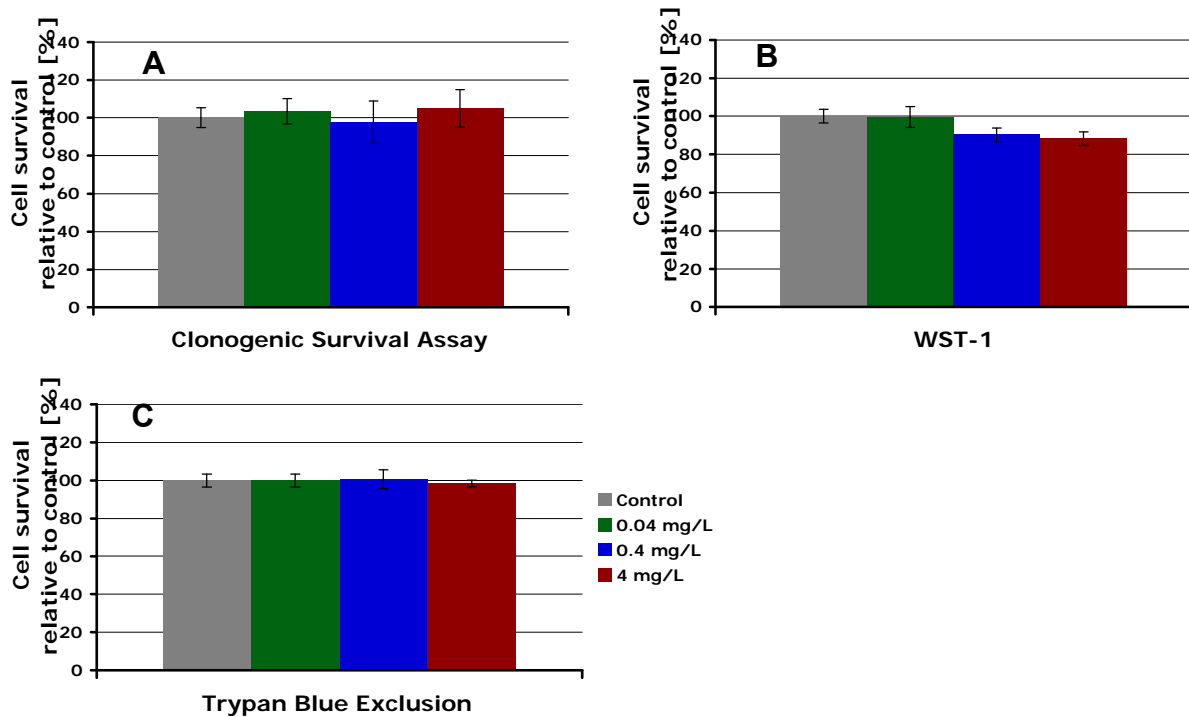 Cell survival
relative to control [%]
140
120
100
80
60
40
20
0
A
Clonogenic Survival Assay
Cell survival
relative to control [%]
140
120
100
80
60
40
20
0
B
WST-1
Cell survival
relative to control [%]
140
120
100
80
60
40
20
0
C
Trypan Blue Exclusion
Control
0.04 mg/L
0.4 mg/L
4 mg/L